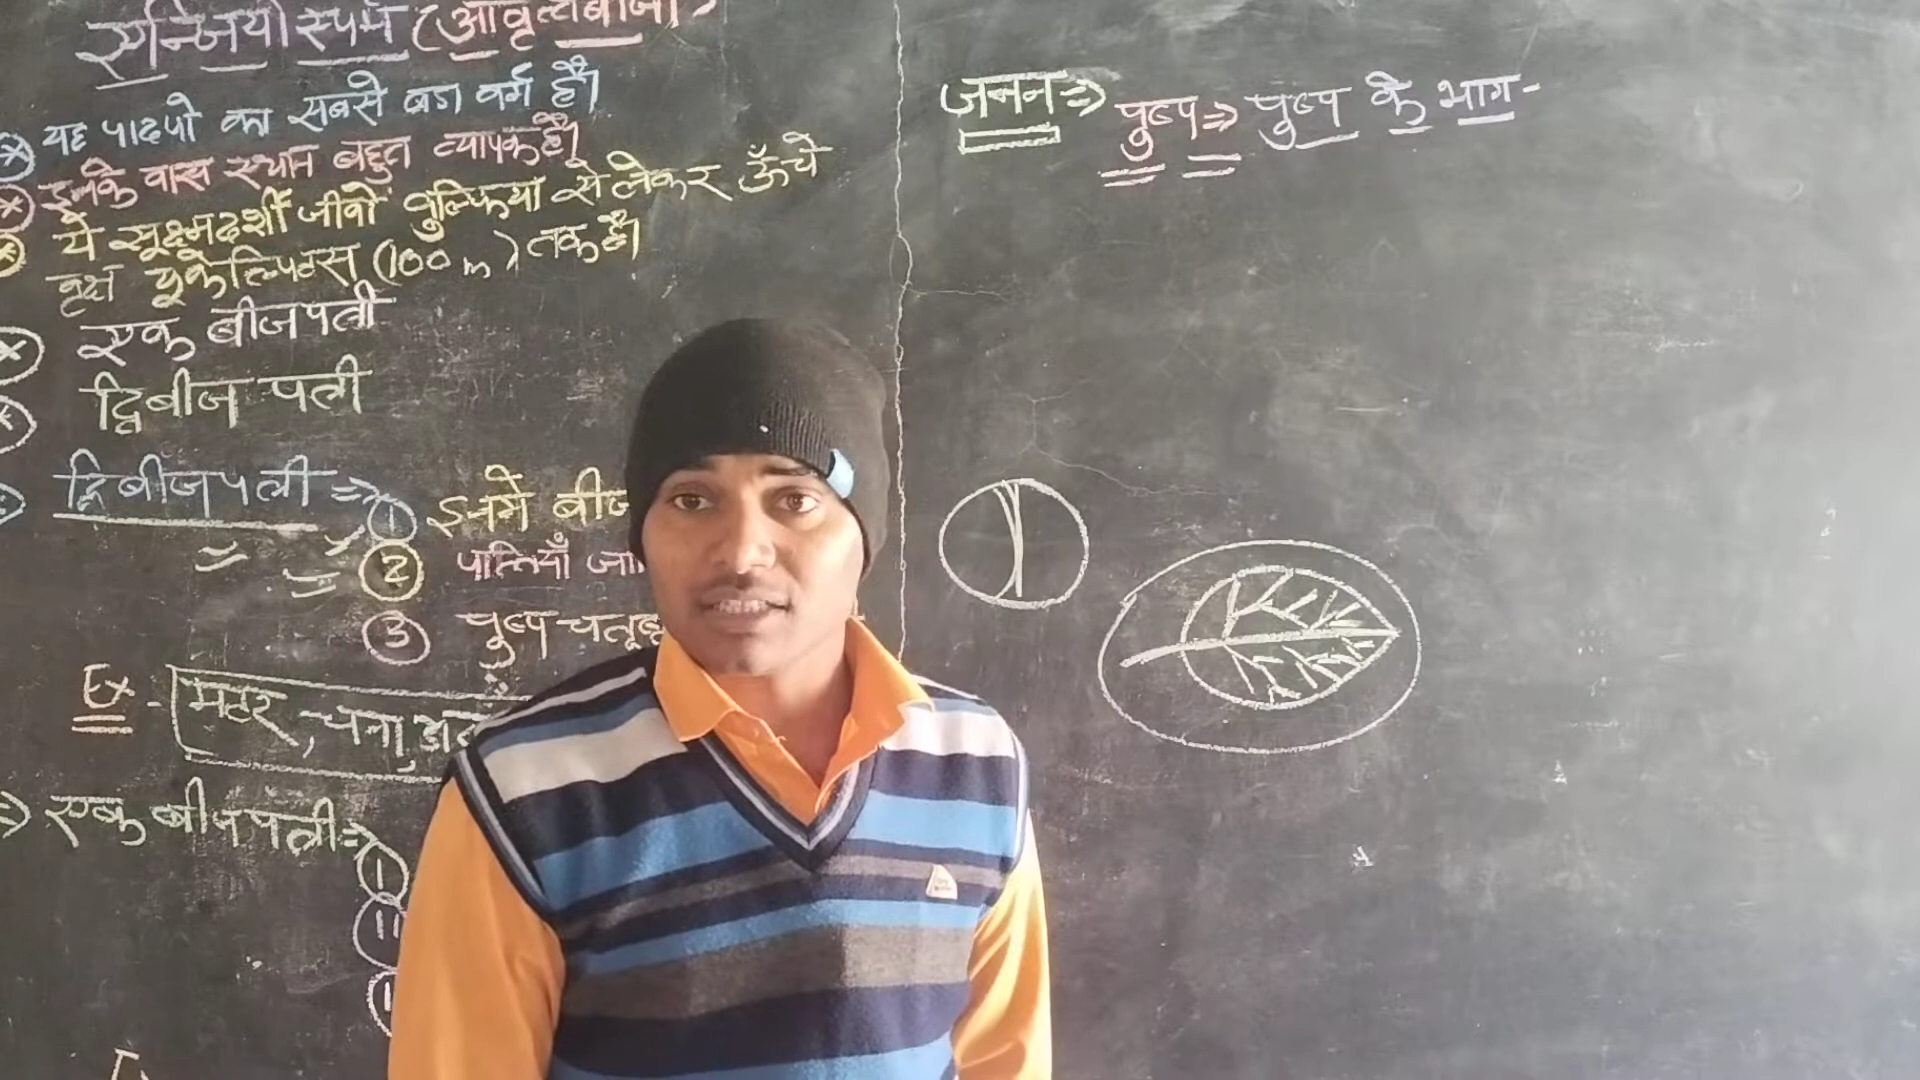 एन्जियोस्पर्म (आवृत्तबीजी)
यह पादपो का सबसे बडा वर्ग है।
इनके वास स्थान बहुत व्यापक है।
ये सूक्ष्मदर्शी जीवों वुल्फिया से लेकर ऊँचे
वृक्ष यूकेलिप्टस (100 m) तक है।
एक बीजपत्री
द्विबीज पत्री
द्विबीजपत्री ⇒ 1 इनमे बीज
2 पत्तियाँ जा
3 पुष्प चतुष्
Ex - मटर, चना,
⇒ एक बीजपत्री ⇒ I
II
जनन ⇒ पुष्प ⇒ पुष्प के भाग -